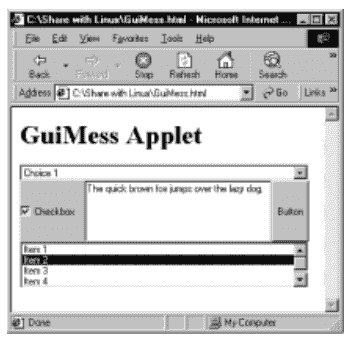 C:\Share with Linux\GuiMess.html - Microsoft Internet ...
File Edit View Favorites Tools Help
Back Forward Stop Refresh Home Search »
Address C:\Share with Linux\GuiMess.html Go Links »
GuiMess Applet
Choice 1
The quick brown fox jumps over the lazy dog.
Checkbox
Button
Item 1
Item 2
Item 3
Item 4
Done My Computer